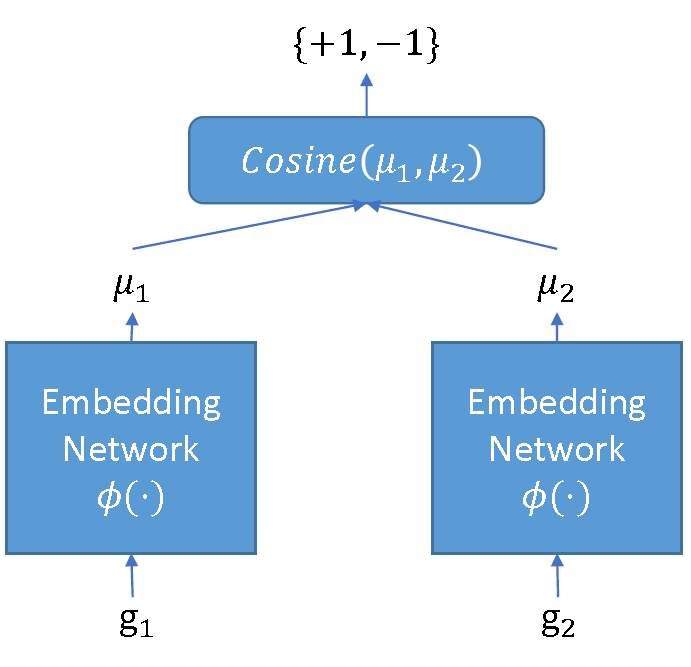 {+1, −1}
Cosine(μ₁, μ₂)
μ₁
μ₂
Embedding
Network
ϕ(·)
Embedding
Network
ϕ(·)
g₁
g₂